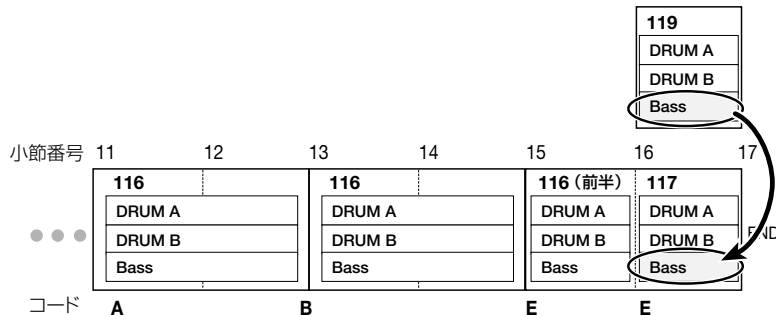 119
DRUM A
DRUM B
Bass
小節番号 11 12 13 14 15 16 17
116 116 116（前半） 117
DRUM A DRUM A DRUM A DRUM A
DRUM B DRUM B DRUM B DRUM B END
Bass Bass Bass Bass
コード A B E E